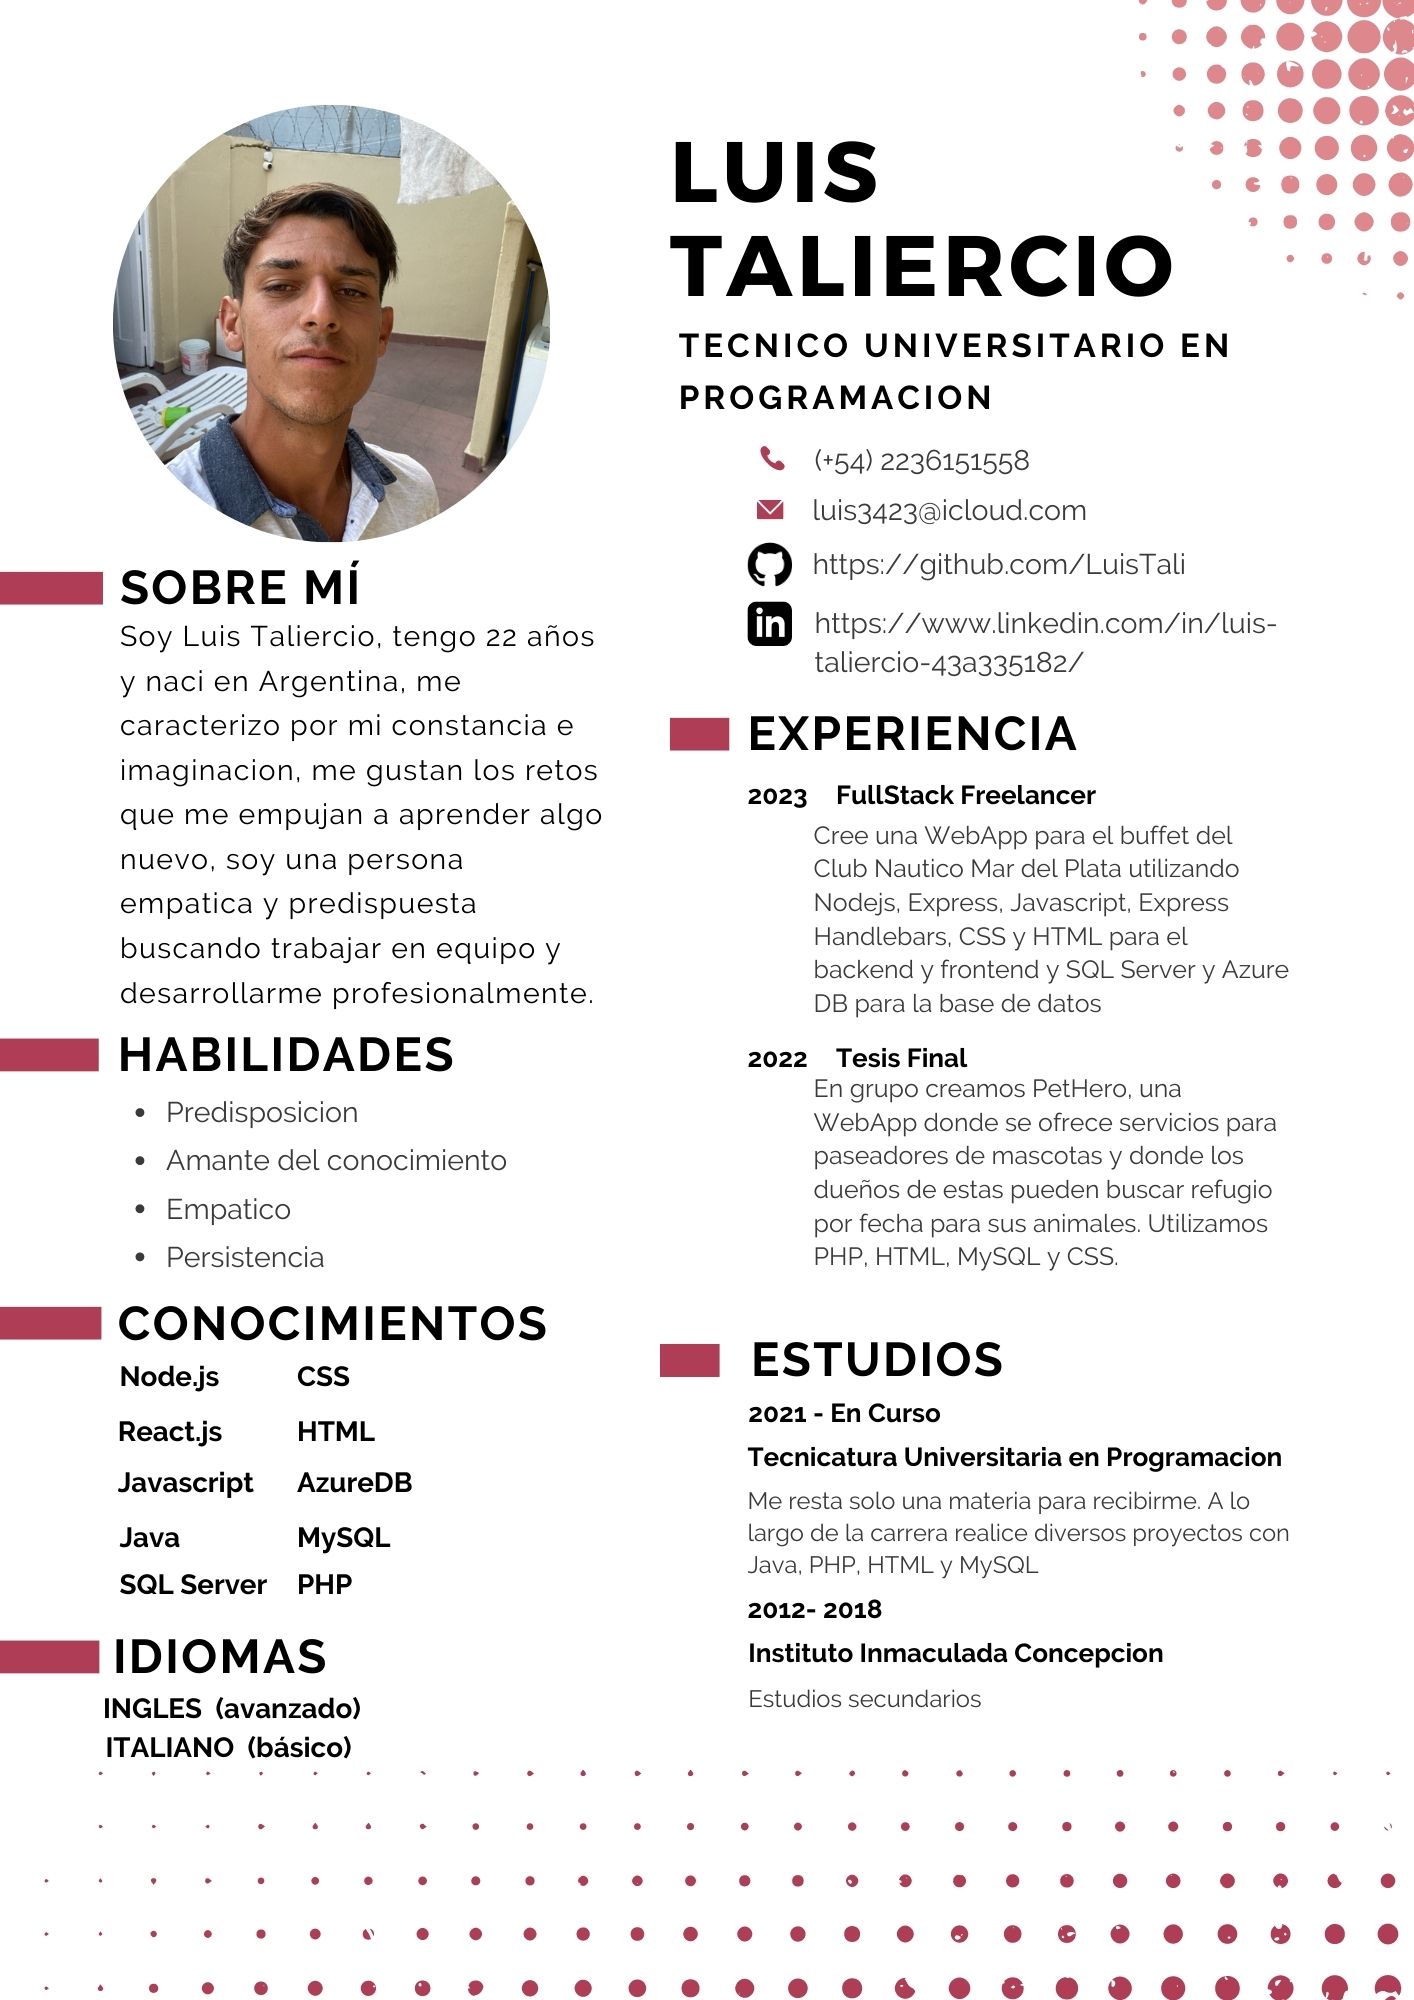 LUIS
TALIERCIO
TECNICO UNIVERSITARIO EN
PROGRAMACION
(+54) 2236151558
luis3423@icloud.com
https://github.com/LuisTali
in
https://www.linkedin.com/in/luis-
taliercio-43a335182/
SOBRE MÍ
Soy Luis Taliercio, tengo 22 años
y naci en Argentina, me
caracterizo por mi constancia e
imaginacion, me gustan los retos
que me empujan a aprender algo
nuevo, soy una persona
empatica y predispuesta
buscando trabajar en equipo y
desarrollarme profesionalmente.
HABILIDADES
• Predisposicion
• Amante del conocimiento
• Empatico
• Persistencia
CONOCIMIENTOS
Node.js CSS
React.js HTML
Javascript AzureDB
Java MySQL
SQL Server PHP
IDIOMAS
INGLES (avanzado)
ITALIANO (básico)
EXPERIENCIA
2023 FullStack Freelancer
Cree una WebApp para el buffet del
Club Nautico Mar del Plata utilizando
Nodejs, Express, Javascript, Express
Handlebars, CSS y HTML para el
backend y frontend y SQL Server y Azure
DB para la base de datos
2022 Tesis Final
En grupo creamos PetHero, una
WebApp donde se ofrece servicios para
paseadores de mascotas y donde los
dueños de estas pueden buscar refugio
por fecha para sus animales. Utilizamos
PHP, HTML, MySQL y CSS.
ESTUDIOS
2021 - En Curso
Tecnicatura Universitaria en Programacion
Me resta solo una materia para recibirme. A lo
largo de la carrera realice diversos proyectos con
Java, PHP, HTML y MySQL
2012- 2018
Instituto Inmaculada Concepcion
Estudios secundarios